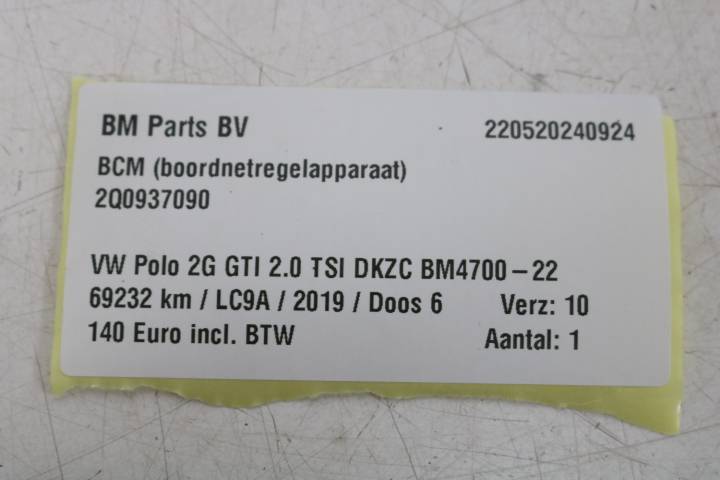 BM Parts BV 220520240924
BCM (boordnetregelapparaat)
2Q0937090
VW Polo 2G GTI 2.0 TSI DKZC BM4700-22
69232 km / LC9A / 2019 / Doos 6 Verz: 10
140 Euro incl. BTW Aantal: 1